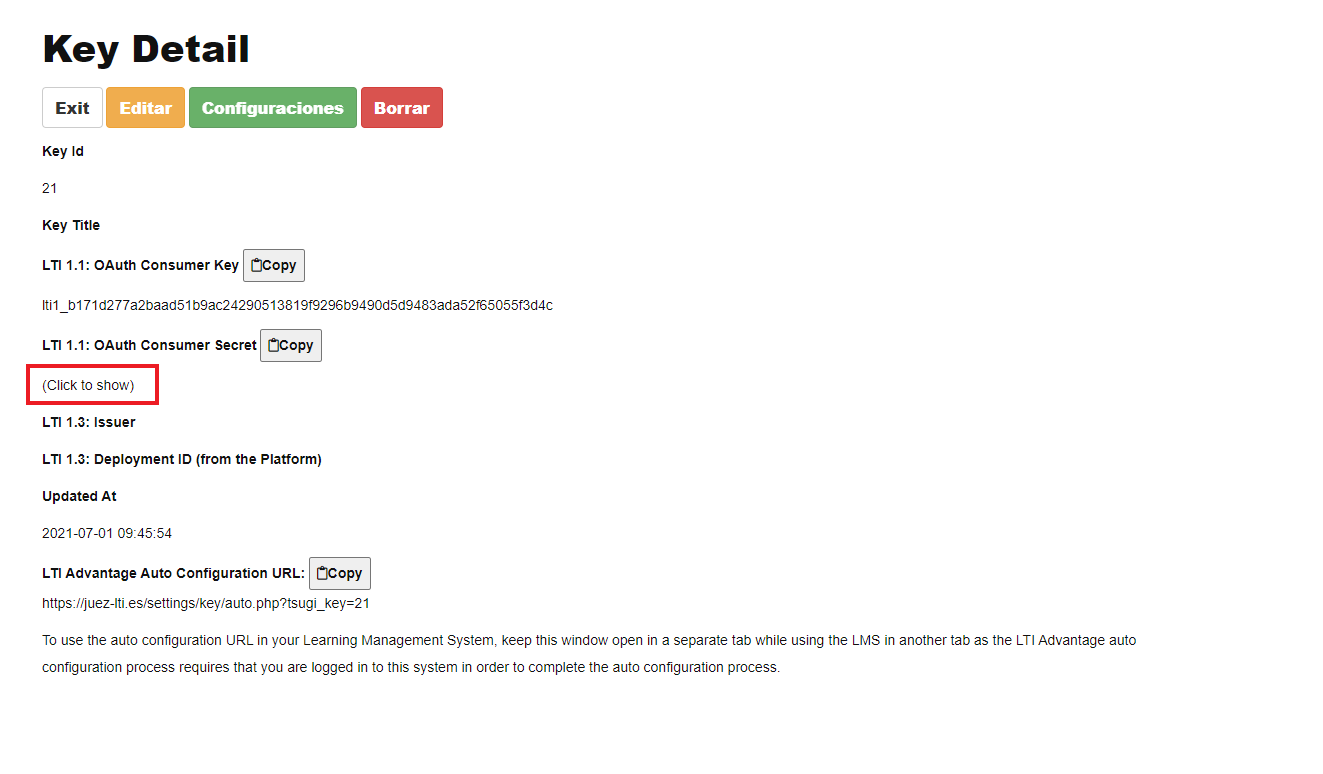 Key Detail
Exit Editar Configuraciones Borrar
Key Id
21
Key Title
LTI 1.1: OAuth Consumer Key Copy
lti1_b171d277a2baad51b9ac24290513819f9296b9490d5d9483ada52f65055f3d4c
LTI 1.1: OAuth Consumer Secret Copy
(Click to show)
LTI 1.3: Issuer
LTI 1.3: Deployment ID (from the Platform)
Updated At
2021-07-01 09:45:54
LTI Advantage Auto Configuration URL: Copy
https://juez-lti.es/settings/key/auto.php?tsugi_key=21
To use the auto configuration URL in your Learning Management System, keep this window open in a separate tab while using the LMS in another tab as the LTI Advantage auto
configuration process requires that you are logged in to this system in order to complete the auto configuration process.